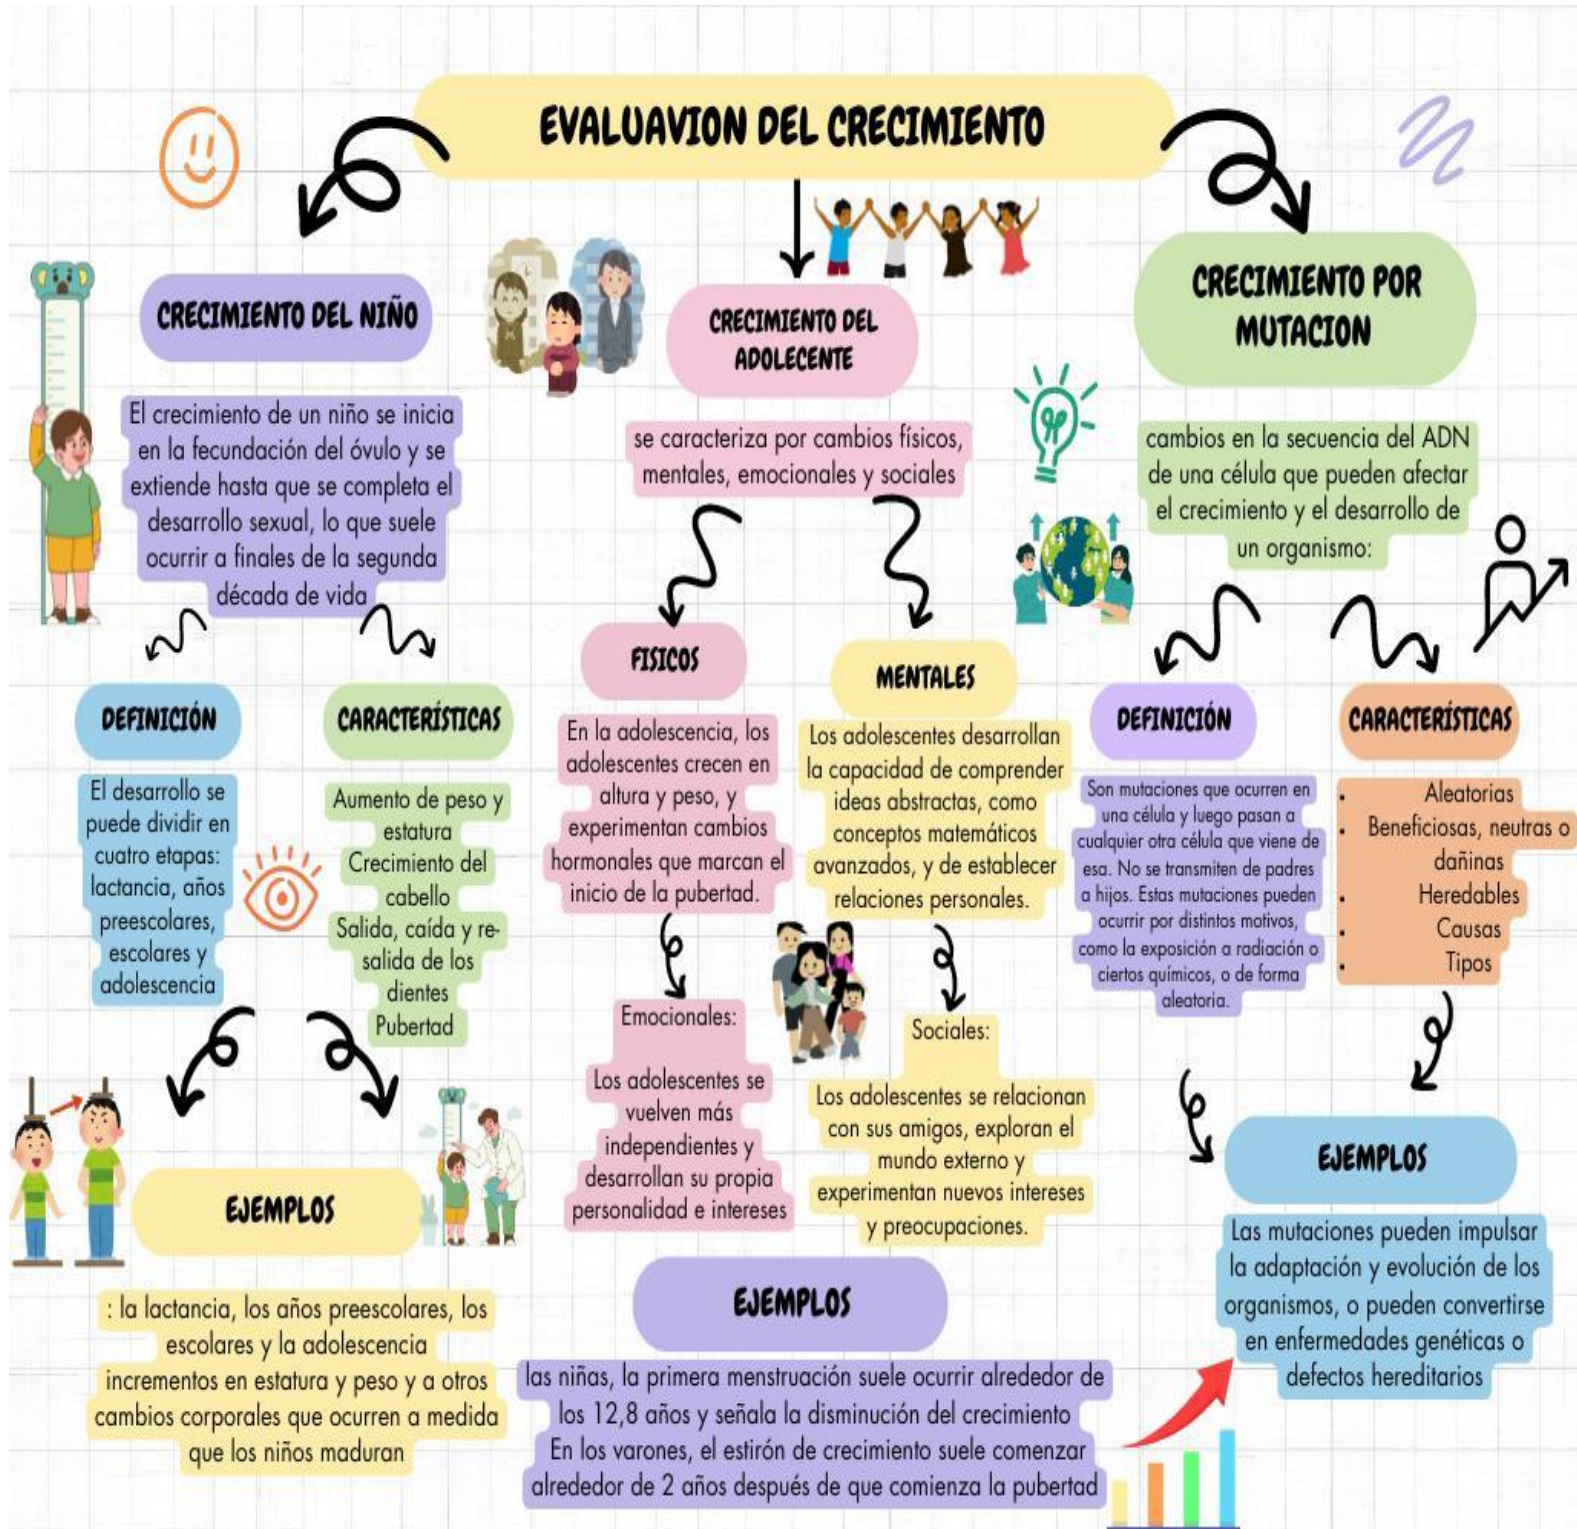 EVALUAVION DEL CRECIMIENTO
CRECIMIENTO DEL NIÑO
El crecimiento de un niño se inicia
en la fecundación del óvulo y se
extiende hasta que se completa el
desarrollo sexual, lo que suele
ocurrir a finales de la segunda
década de vida
DEFINICIÓN
El desarrollo se
puede dividir en
cuatro etapas:
lactancia, años
preescolares,
escolares y
adolescencia
CARACTERÍSTICAS
Aumento de peso y
estatura
Crecimiento del
cabello
Salida, caída y re-
salida de los
dientes
Pubertad
EJEMPLOS
: la lactancia, los años preescolares, los
escolares y la adolescencia
incrementos en estatura y peso y a otros
cambios corporales que ocurren a medida
que los niños maduran
CRECIMIENTO DEL
ADOLECENTE
se caracteriza por cambios físicos,
mentales, emocionales y sociales
FISICOS
En la adolescencia, los
adolescentes crecen en
altura y peso, y
experimentan cambios
hormonales que marcan el
inicio de la pubertad.
Emocionales:
Los adolescentes se
vuelven más
independientes y
desarrollan su propia
personalidad e intereses
MENTALES
Los adolescentes desarrollan
la capacidad de comprender
ideas abstractas, como
conceptos matemáticos
avanzados, y de establecer
relaciones personales.
Sociales:
Los adolescentes se relacionan
con sus amigos, exploran el
mundo externo y
experimentan nuevos intereses
y preocupaciones.
EJEMPLOS
las niñas, la primera menstruación suele ocurrir alrededor de
los 12,8 años y señala la disminución del crecimiento
En los varones, el estirón de crecimiento suele comenzar
alrededor de 2 años después de que comienza la pubertad
CRECIMIENTO POR
MUTACION
cambios en la secuencia del ADN
de una célula que pueden afectar
el crecimiento y el desarrollo de
un organismo:
DEFINICIÓN
Son mutaciones que ocurren en
una célula y luego pasan a
cualquier otra célula que viene de
esa. No se transmiten de padres
a hijos. Estas mutaciones pueden
ocurrir por distintos motivos,
como la exposición a radiación o
ciertos químicos, o de forma
aleatoria.
CARACTERÍSTICAS
• Aleatorias
• Beneficiosas, neutras o
dañinas
• Heredables
• Causas
• Tipos
EJEMPLOS
Las mutaciones pueden impulsar
la adaptación y evolución de los
organismos, o pueden convertirse
en enfermedades genéticas o
defectos hereditarios